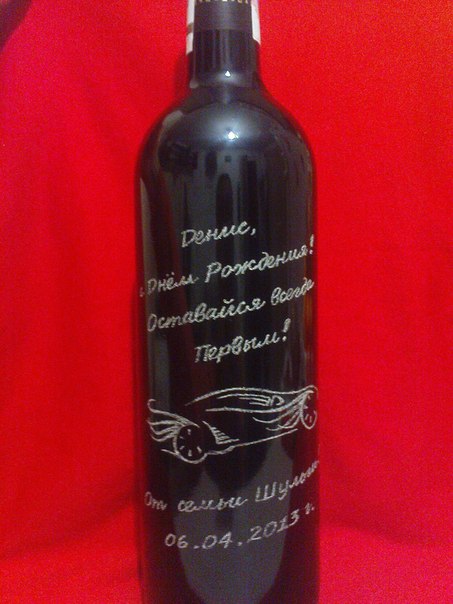 Денис,
с Днём Рождения!
Оставайся всегда
Первым!
От семьи
06.04.2013 г.